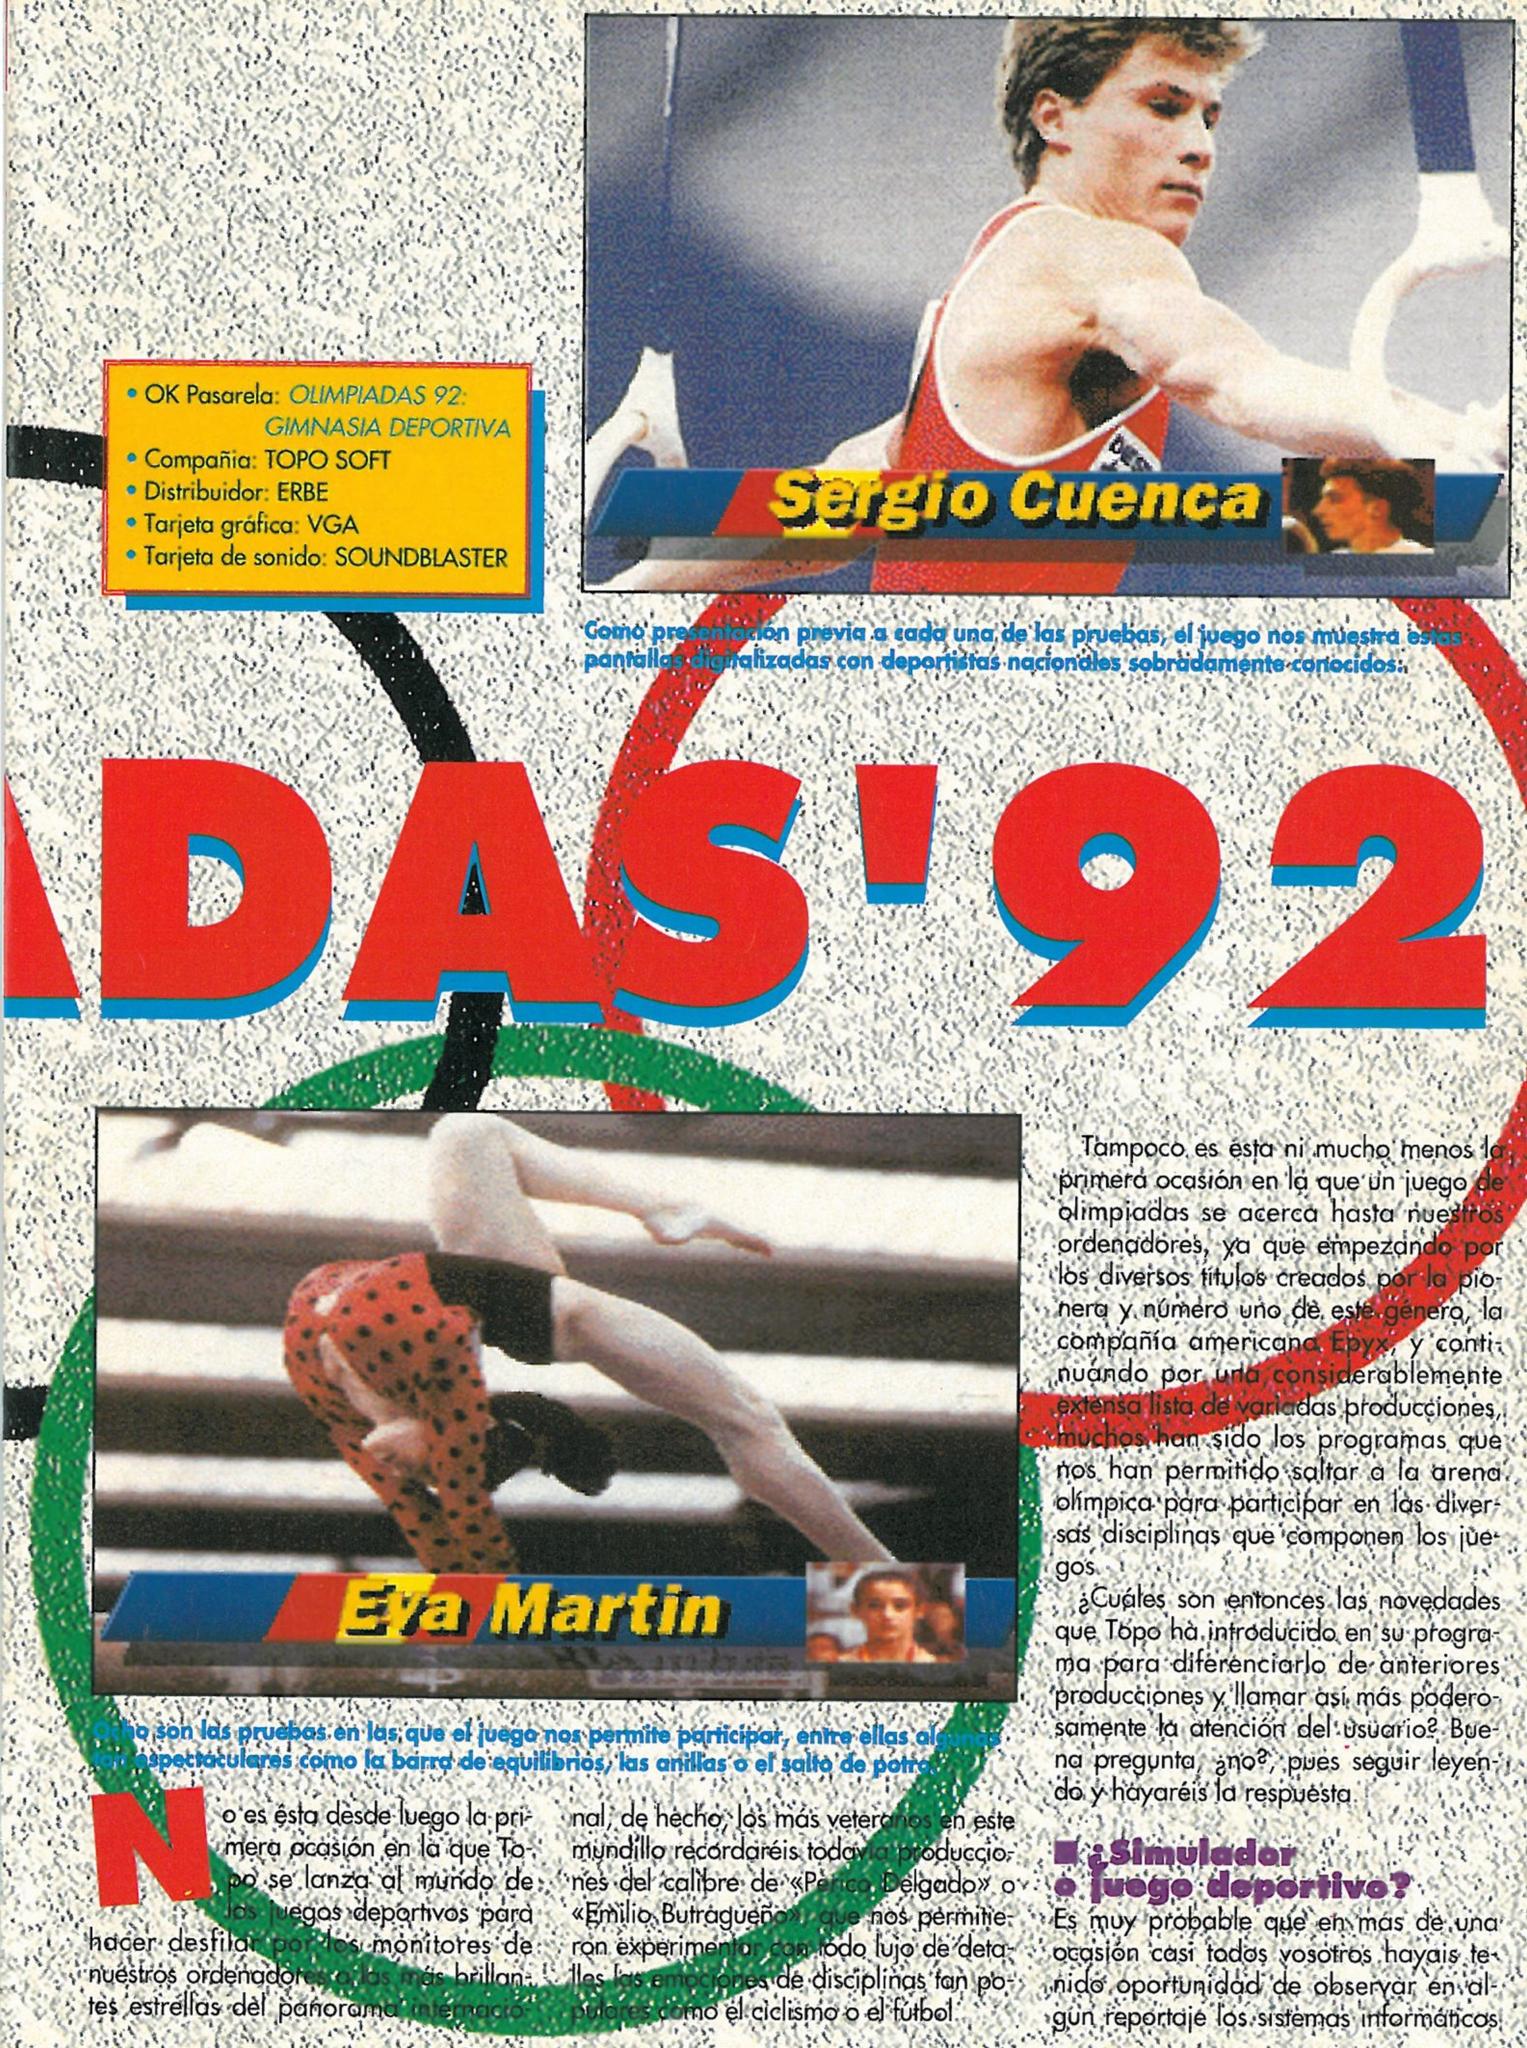 • OK Pasarela: OLIMPIADAS 92:
GIMNASIA DEPORTIVA
• Compañia: TOPO SOFT
• Distribuidor: ERBE
• Tarjeta gráfica: VGA
• Tarjeta de sonido: SOUNDBLASTER
Sergio Cuenca
Como presentación previa a cada una de las pruebas, el juego nos muestra estas
pantallas digitalizadas con deportistas nacionales sobradamente conocidos.
ADAS'92
Eva Martin
Ocho son las pruebas en las que el juego nos permite participar, entre ellas algunas
tan espectaculares como la barra de equilibrios, las anillas o el salto de potro.
No es ésta desde luego la pri-
mera ocasión en la que To-
po se lanza al mundo de
los juegos deportivos para
hacer desfilar por los monitores de
nuestros ordenadores a las más brillan-
tes estrellas del panorama internacio-
nal, de hecho, los más veteranos en este
mundillo recordaréis todavía produccio-
nes del calibre de «Perico Delgado» o
«Emilio Butragueño», que nos permitie-
ron experimentar con todo lujo de deta-
lles las emociones de disciplinas tan po-
pulares como el ciclismo o el fútbol.
Tampoco es ésta ni mucho menos la
primera ocasión en la que un juego de
olimpiadas se acerca hasta nuestros
ordenadores, ya que empezando por
los diversos títulos creados por la pio-
nera y número uno de este género, la
compañía americana Epyx, y conti-
nuando por una considerablemente
extensa lista de variadas producciones,
muchos han sido los programas que
nos han permitido saltar a la arena
olímpica para participar en las diver-
sas disciplinas que componen los jue-
gos.
¿Cuáles son entonces las novedades
que Topo ha introducido en su progra-
ma para diferenciarlo de anteriores
producciones y llamar así más podero-
samente la atención del usuario? Bue-
na pregunta, ¿no?, pues seguir leyen-
do y hayaréis la respuesta.
■ ¿Simulador
o juego deportivo?
Es muy probable que en más de una
ocasión casi todos vosotros hayais te-
nido oportunidad de observar en al-
gún reportaje los sistemas informáticos